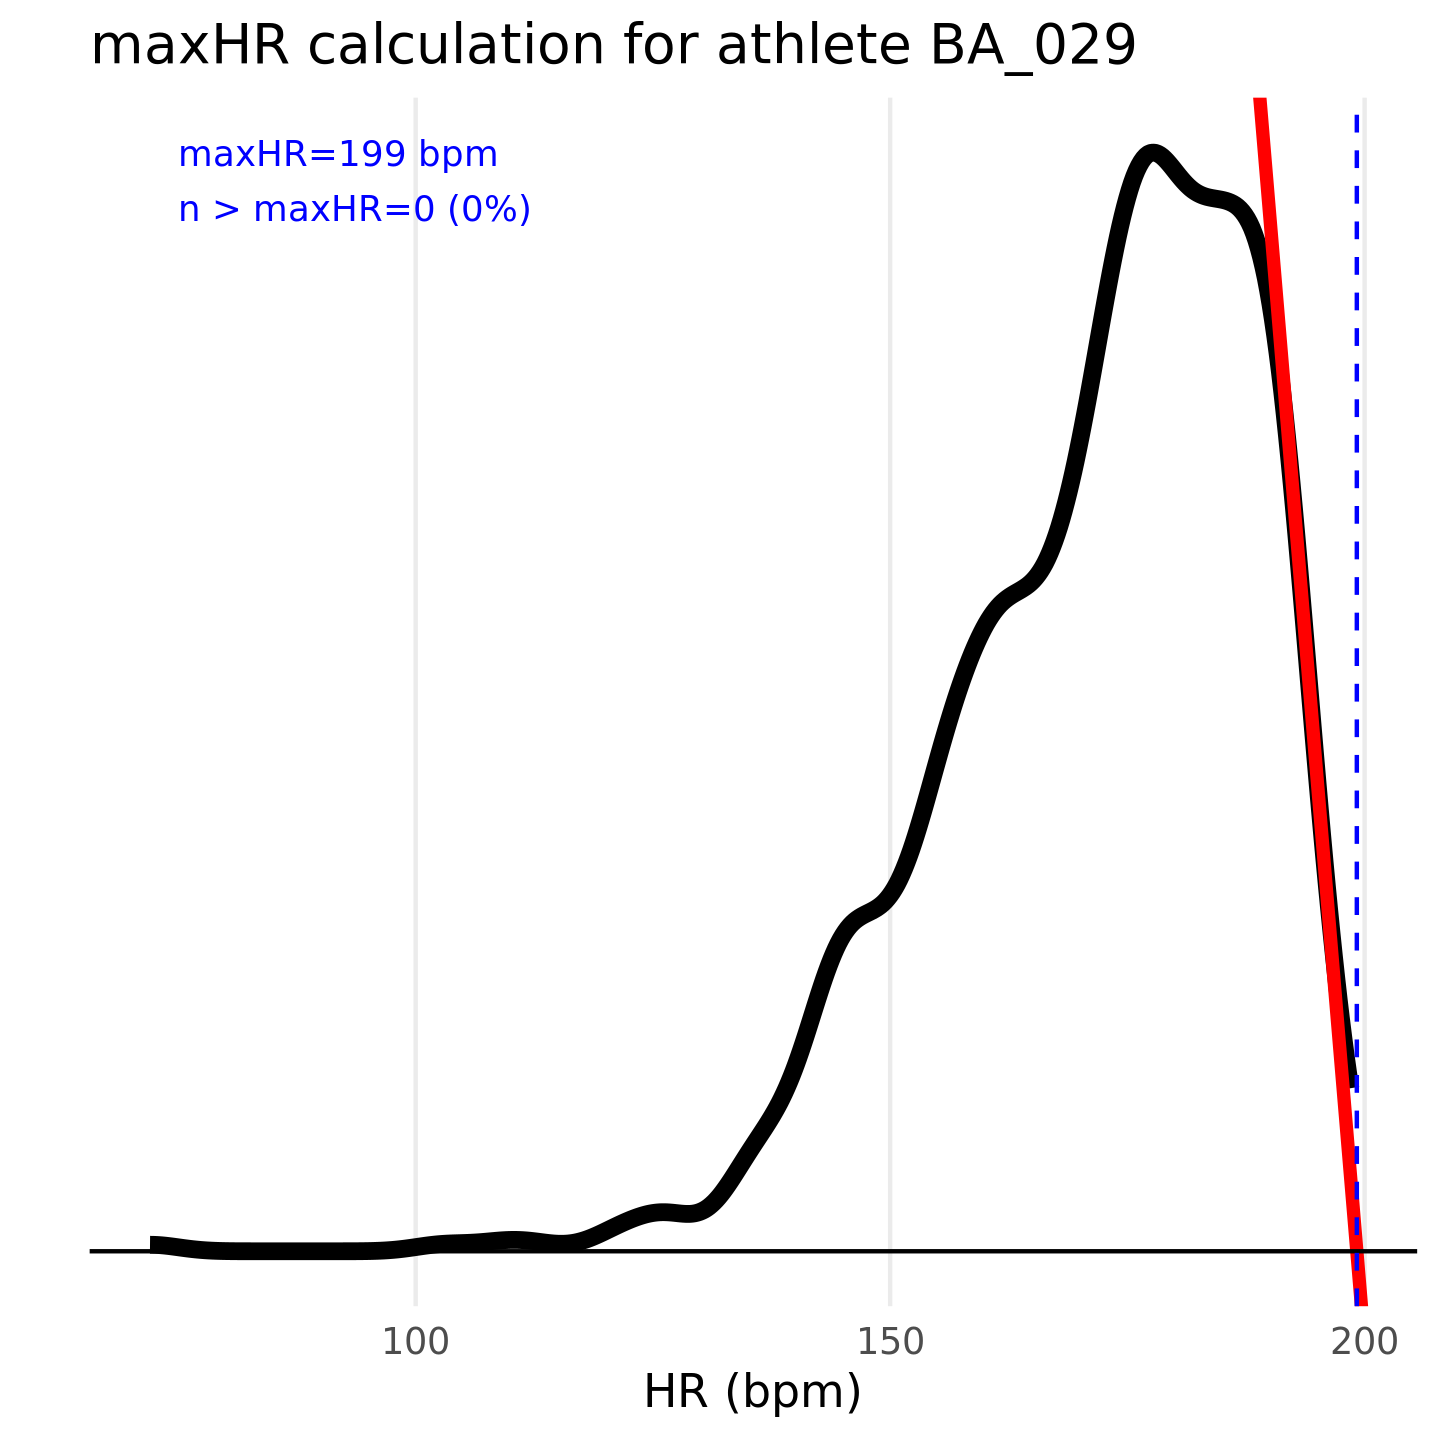 maxHR calculation for athlete BA_029
maxHR=199 bpm
n > maxHR=0 (0%)
100 150 200
HR (bpm)